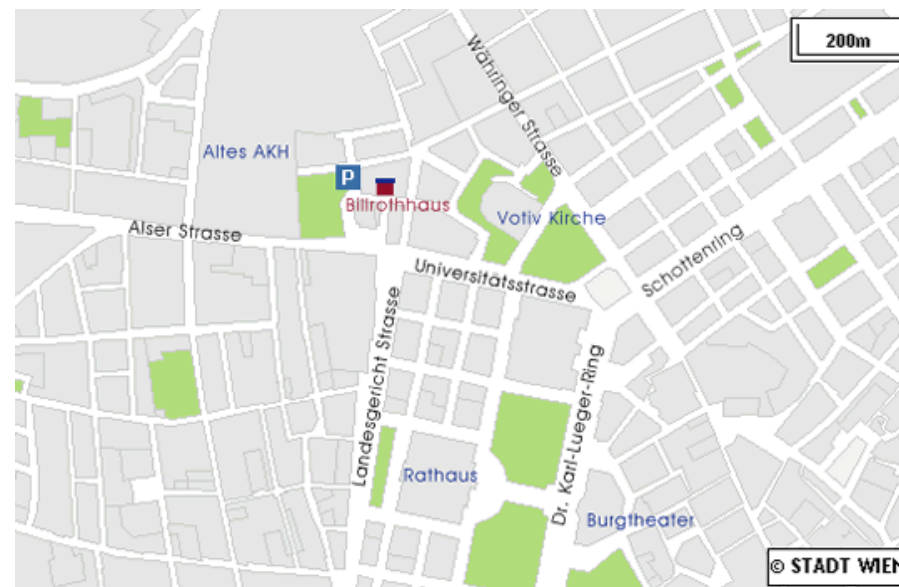 200m
Währinger Strasse
Altes AKH
P
Billrothhaus
Votiv Kirche
Alser Strasse
Schottenring
Universitätsstrasse
Landesgericht Strasse
Dr. Karl-Lueger-Ring
Rathaus
Burgtheater
© STADT WIEN